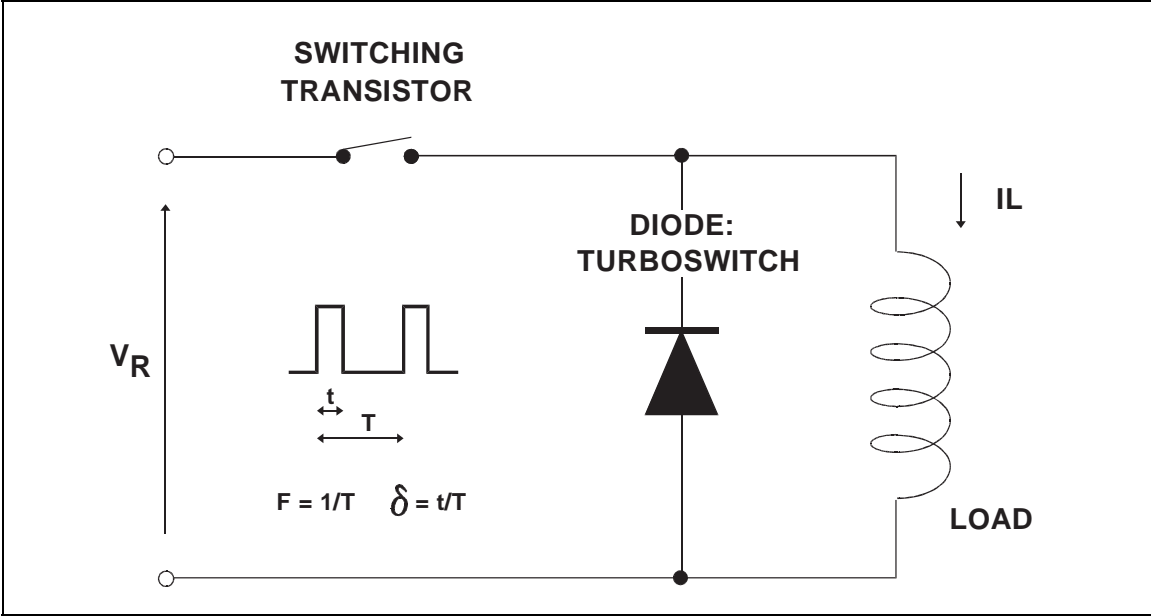 SWITCHING
TRANSISTOR
IL
DIODE:
TURBOSWITCH
VR
t
T
F = 1/T δ = t/T
LOAD